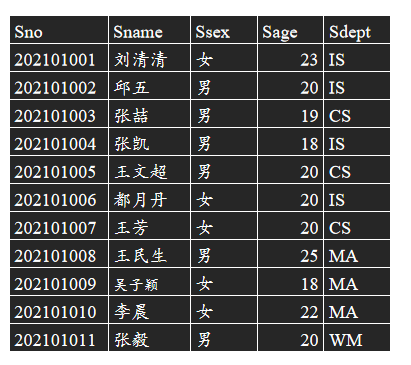 Sno Sname Ssex Sage Sdept
202101001 刘清清 女 23 IS
202101002 邱五 男 20 IS
202101003 张喆 男 19 CS
202101004 张凯 男 18 IS
202101005 王文超 男 20 CS
202101006 都月丹 女 20 IS
202101007 王芳 女 20 CS
202101008 王民生 男 25 MA
202101009 吴子颖 女 18 MA
202101010 李晨 女 22 MA
202101011 张毅 男 20 WM